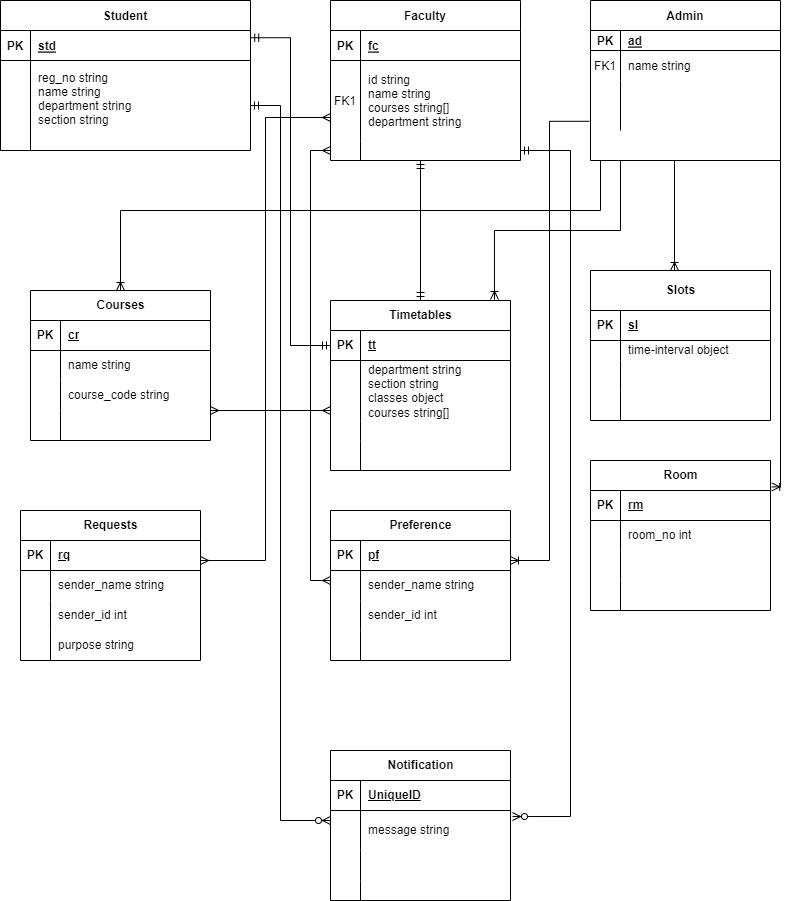 Student
PK std
reg_no string
name string
department string
section string
Faculty
PK fc
FK1
id string
name string
courses string[]
department string
Admin
PK ad
FK1 name string
Courses
PK cr
name string
course_code string
Timetables
PK tt
department string
section string
classes object
courses string[]
Slots
PK sl
time-interval object
Room
PK rm
room_no int
Requests
PK rq
sender_name string
sender_id int
purpose string
Preference
PK pf
sender_name string
sender_id int
Notification
PK UniqueID
message string